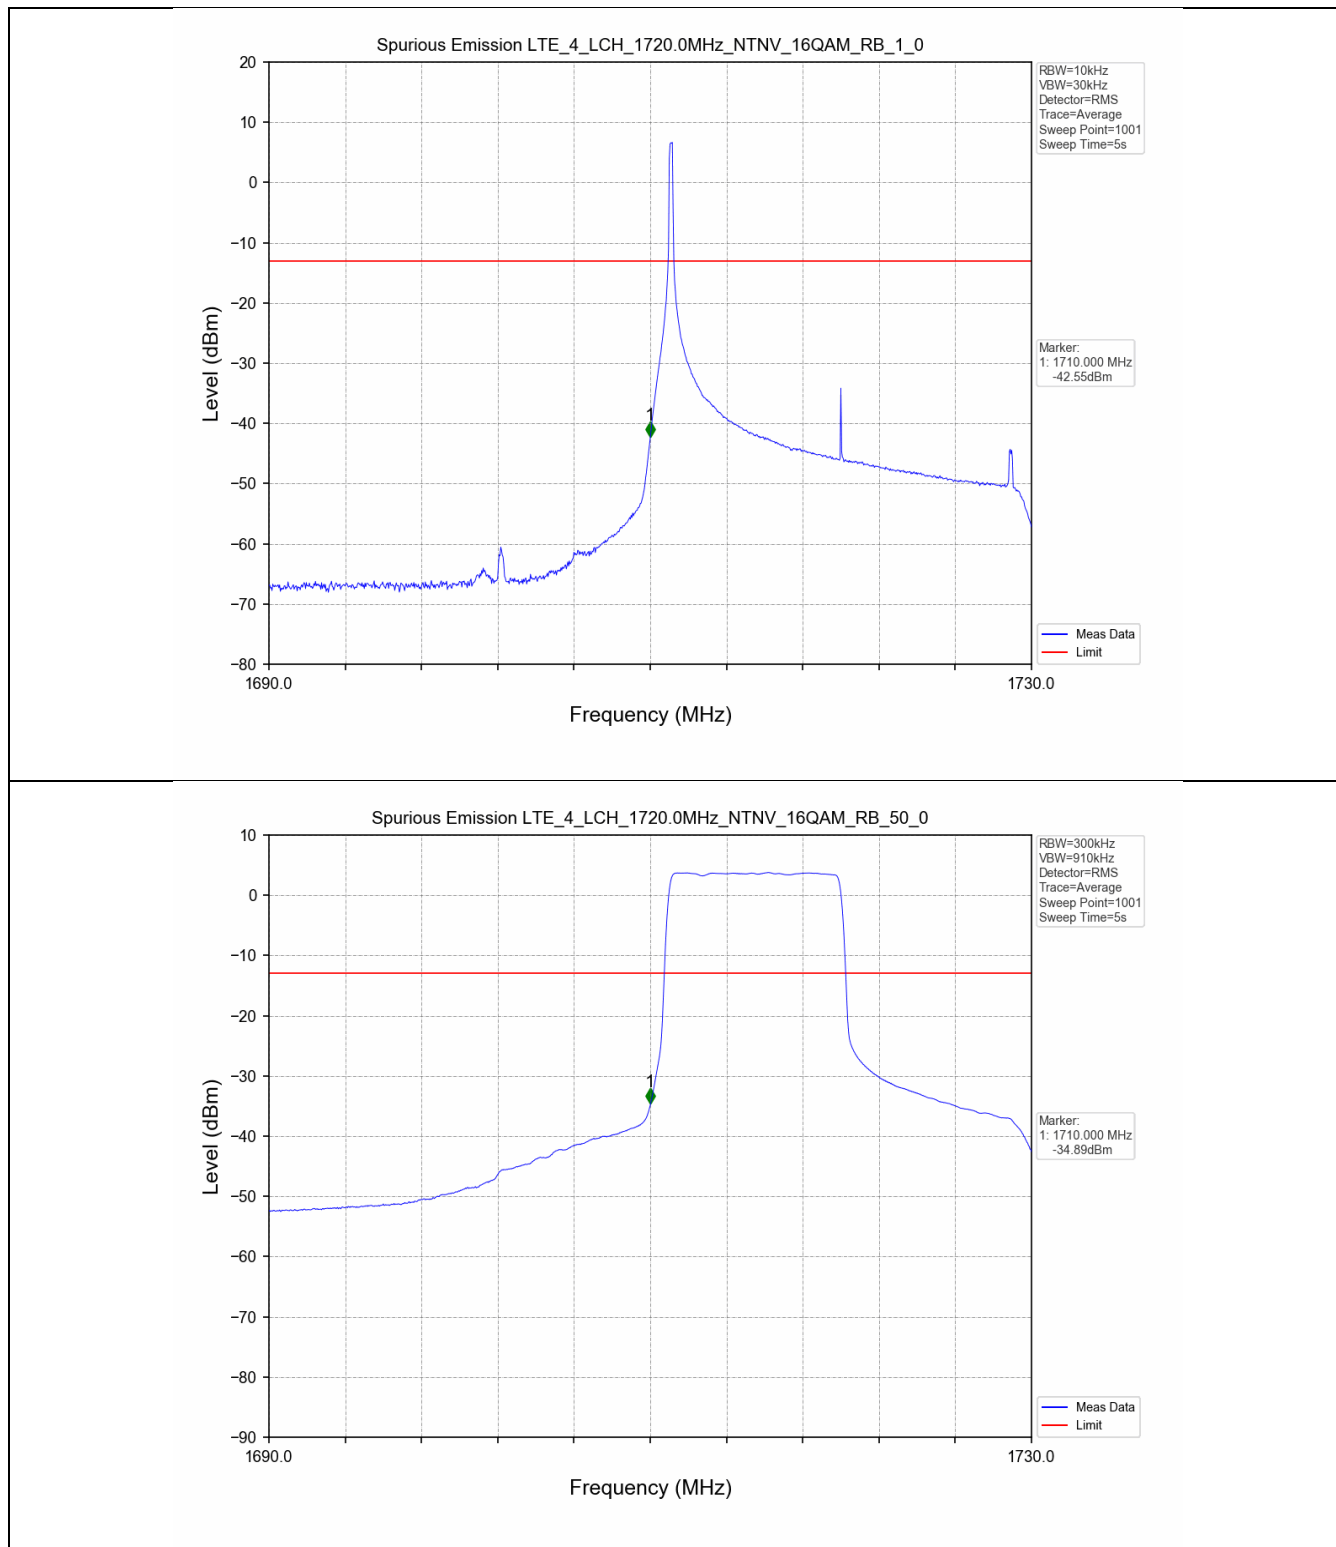 Spurious Emission LTE_4_LCH_1720.0MHz_NTNV_16QAM_RB_1_0
20
10
0
−10
−20
−30
−40
−50
−60
−70
−80
Level (dBm)
1
1690.0
1730.0
Frequency (MHz)
RBW=10kHz
VBW=30kHz
Detector=RMS
Trace=Average
Sweep Point=1001
Sweep Time=5s
Marker:
1: 1710.000 MHz
-42.55dBm
Meas Data
Limit
Spurious Emission LTE_4_LCH_1720.0MHz_NTNV_16QAM_RB_50_0
10
0
−10
−20
−30
−40
−50
−60
−70
−80
−90
Level (dBm)
1
1690.0
1730.0
Frequency (MHz)
RBW=300kHz
VBW=910kHz
Detector=RMS
Trace=Average
Sweep Point=1001
Sweep Time=5s
Marker:
1: 1710.000 MHz
-34.89dBm
Meas Data
Limit